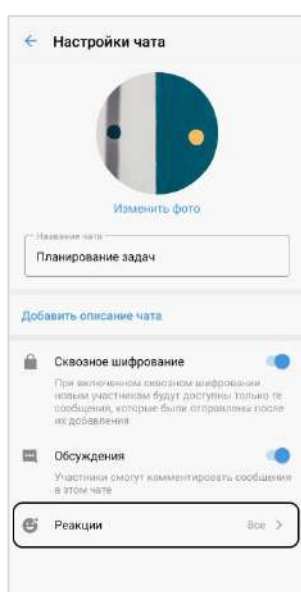 Настройки чата
Изменить фото
Название чата
Планирование задач
Добавить описание чата
Сквозное шифрование
При включенном сквозном шифровании
новым участникам будут доступны только те
сообщения, которые были отправлены после
их добавления
Обсуждения
Участники смогут комментировать сообщения
в этом чате
Реакции
Все